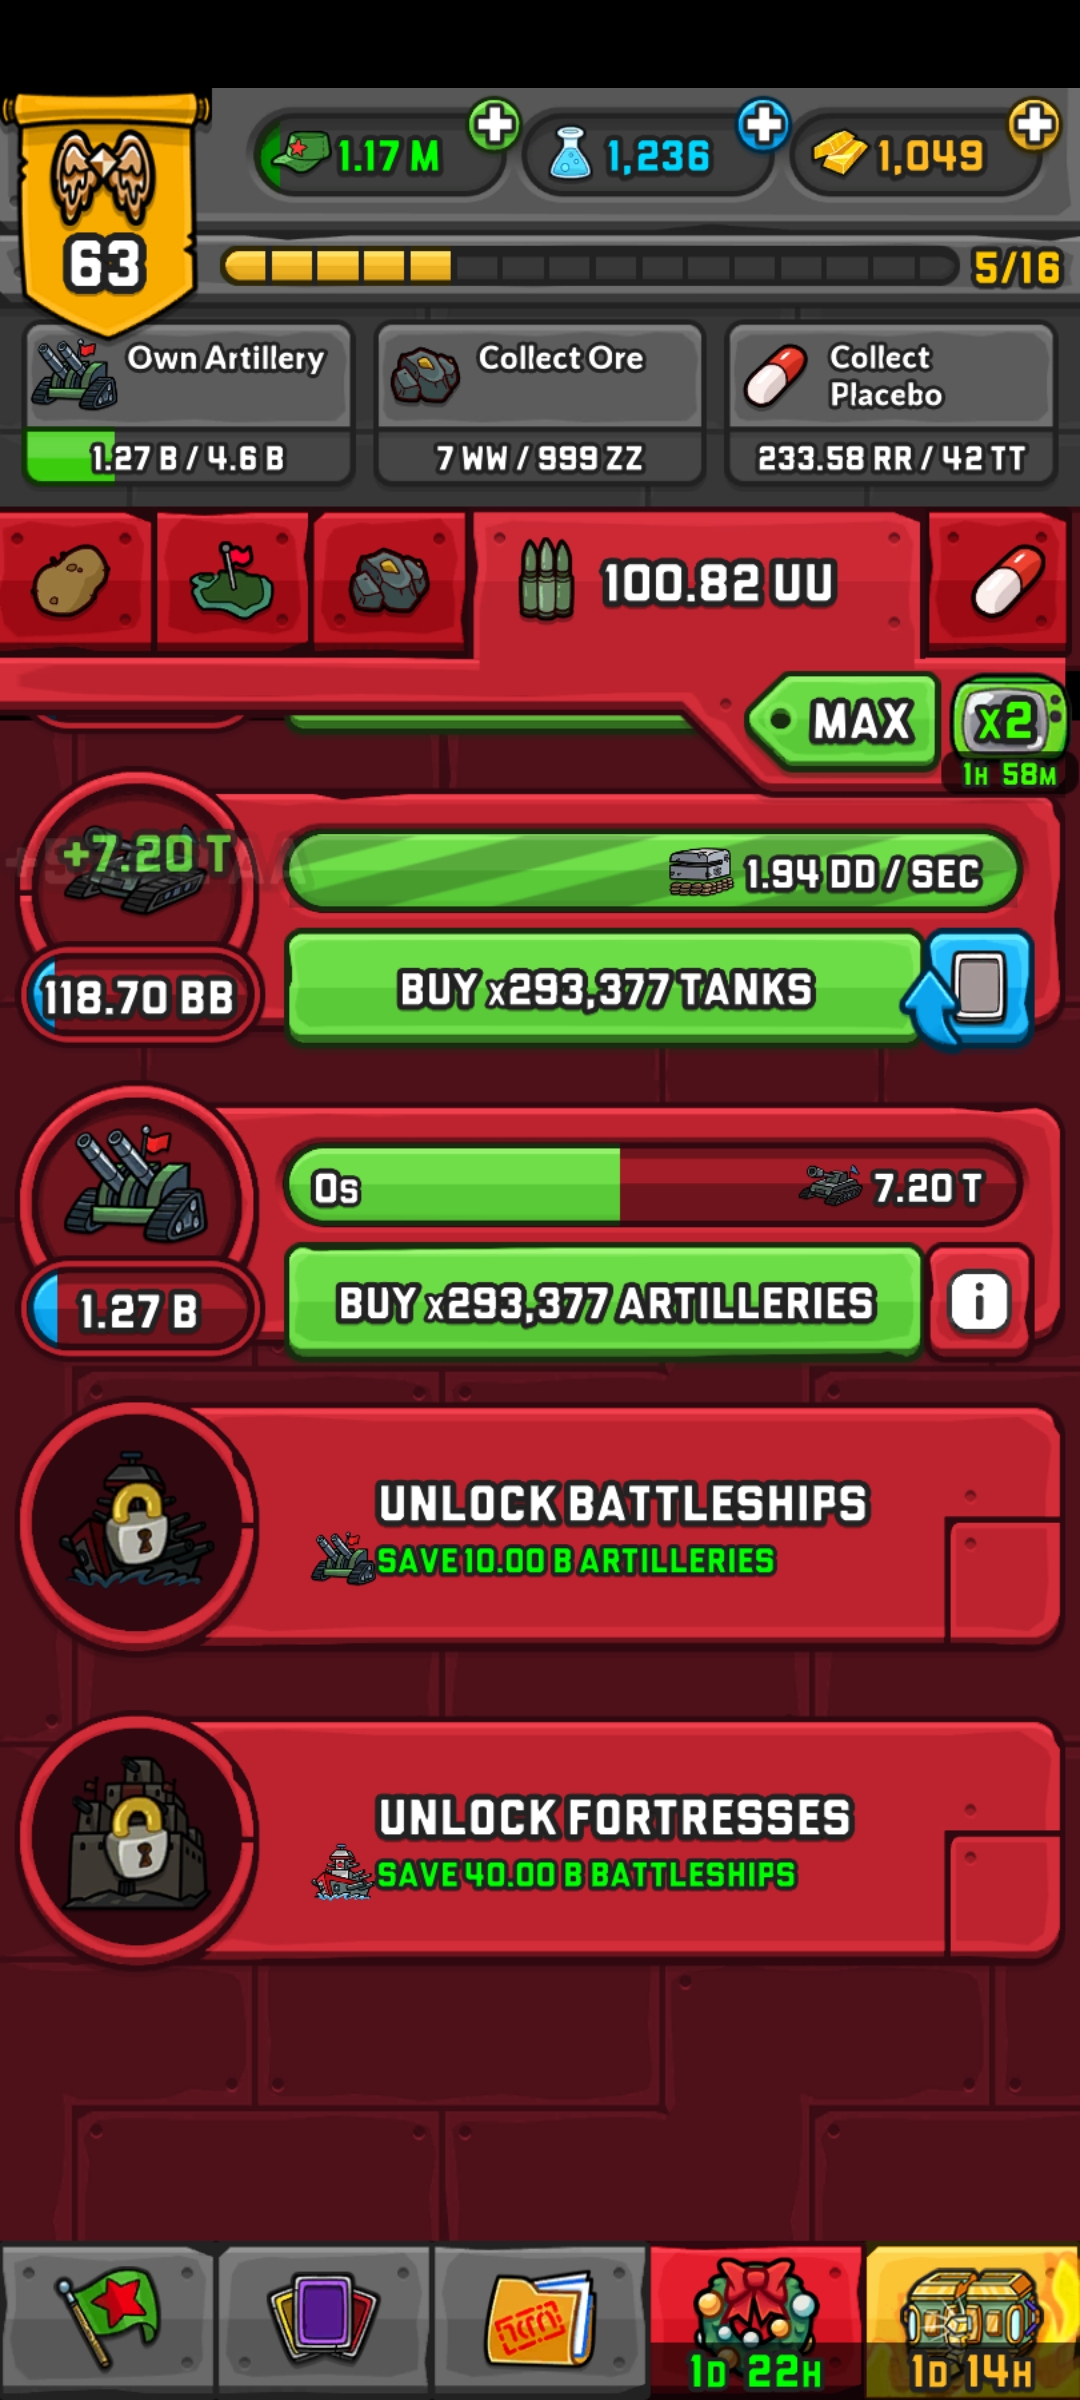 1.17 M
1,236
1,049
63
5/16
Own Artillery
1.27 B / 4.6 B
Collect Ore
7 WW / 999 ZZ
Collect
Placebo
233.58 RR / 42 TT
100.82 UU
MAX
x2
1H 58M
+7.20 T
1.94 DD / SEC
118.70 BB
BUY x293,377 TANKS
0s
7.20 T
1.27 B
BUY x293,377 ARTILLERIES
i
UNLOCK BATTLESHIPS
SAVE 10.00 B ARTILLERIES
UNLOCK FORTRESSES
SAVE 40.00 B BATTLESHIPS
1D 22H
1D 14H